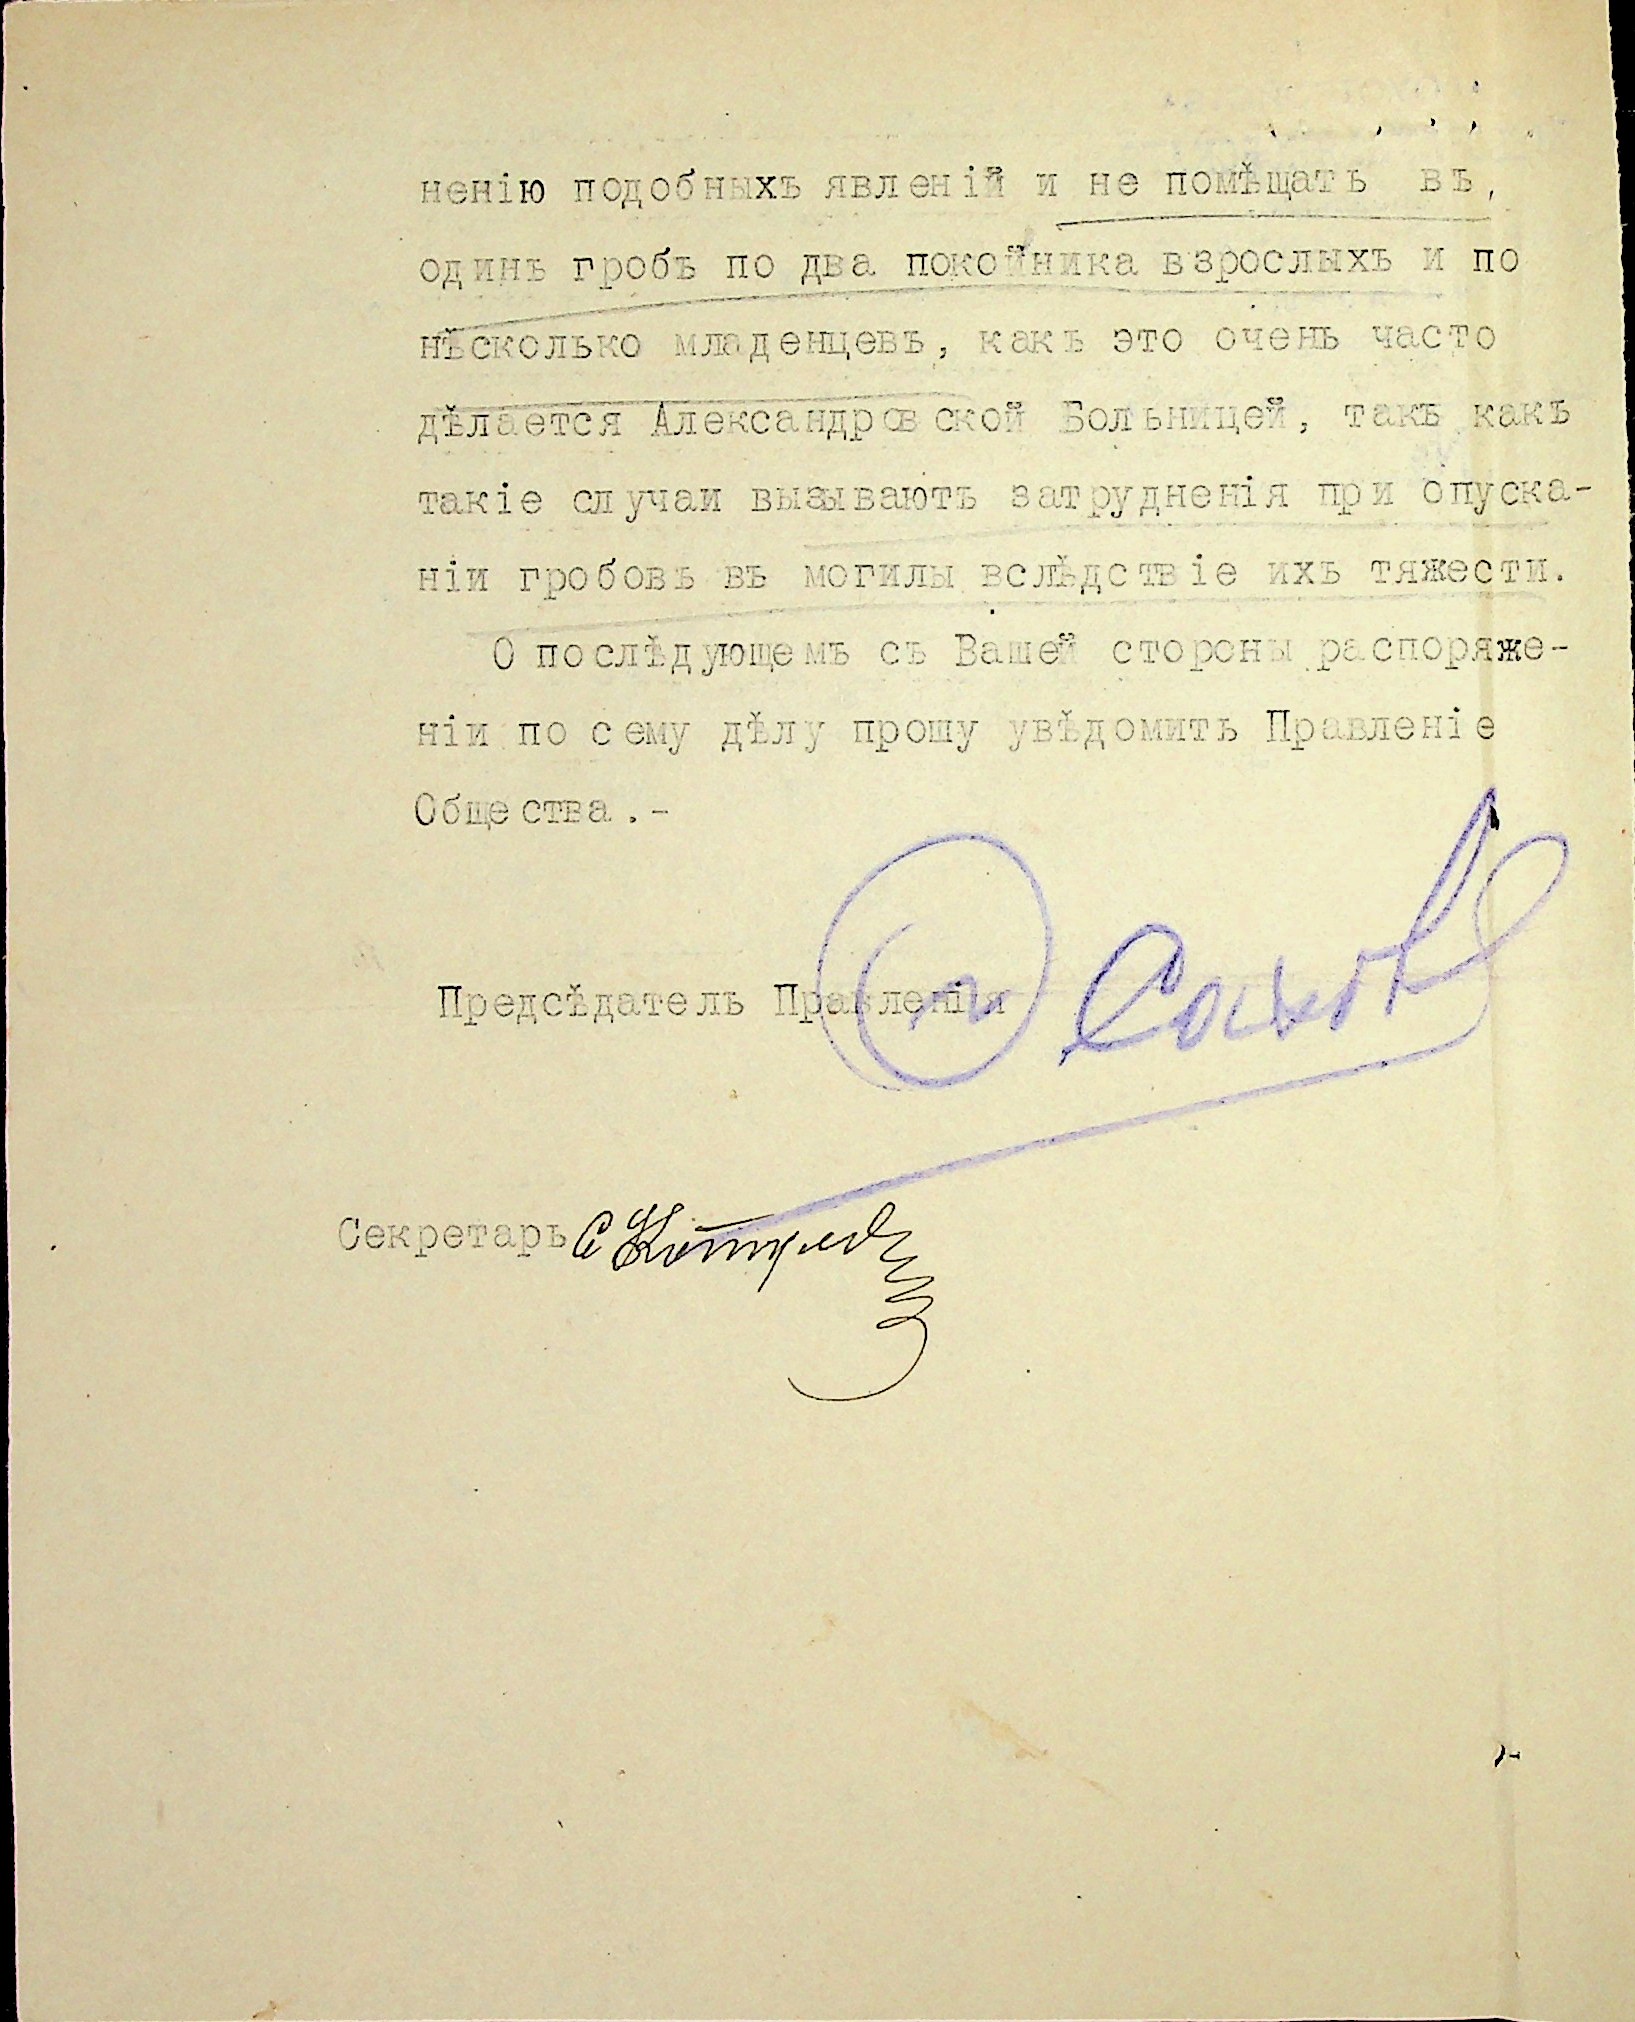 ненію подобныхъ явленій и не помѣщать въ,
одинъ гробъ по два покойника взрослыхъ и по
нѣсколько младенцевъ, какъ это очень часто
дѣлается Александровской Больницей, такъ какъ
такіе случаи вызываютъ затрудненія при опуска-
ніи гробовъ въ могилы вслѣдствіе ихъ тяжести.
О послѣдующемъ съ Вашей стороны распоряже-
ніи по сему дѣлу прошу увѣдомить Правленіе
Общества.-
Предсѣдатель Правленія
Секретарь С